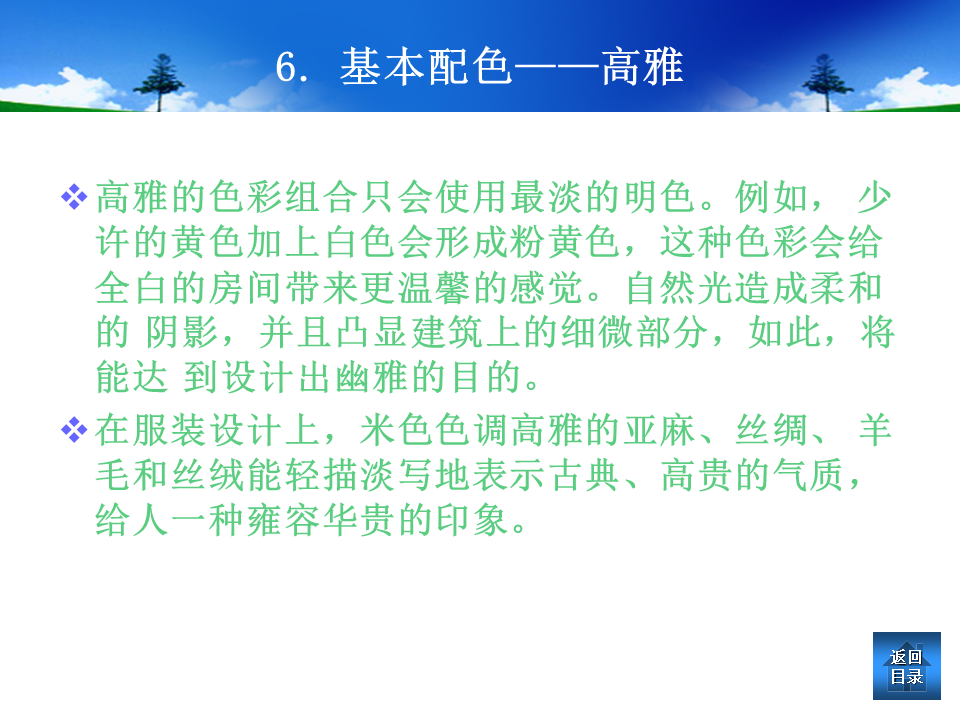 6. 基本配色——高雅
高雅的色彩组合只会使用最淡的明色。例如， 少
许的黄色加上白色会形成粉黄色，这种色彩会给
全白的房间带来更温馨的感觉。自然光造成柔和
的 阴影，并且凸显建筑上的细微部分，如此，将
能达 到设计出幽雅的目的。
在服装设计上，米色色调高雅的亚麻、丝绸、 羊
毛和丝绒能轻描淡写地表示古典、高贵的气质，
给人一种雍容华贵的印象。
返回
目录